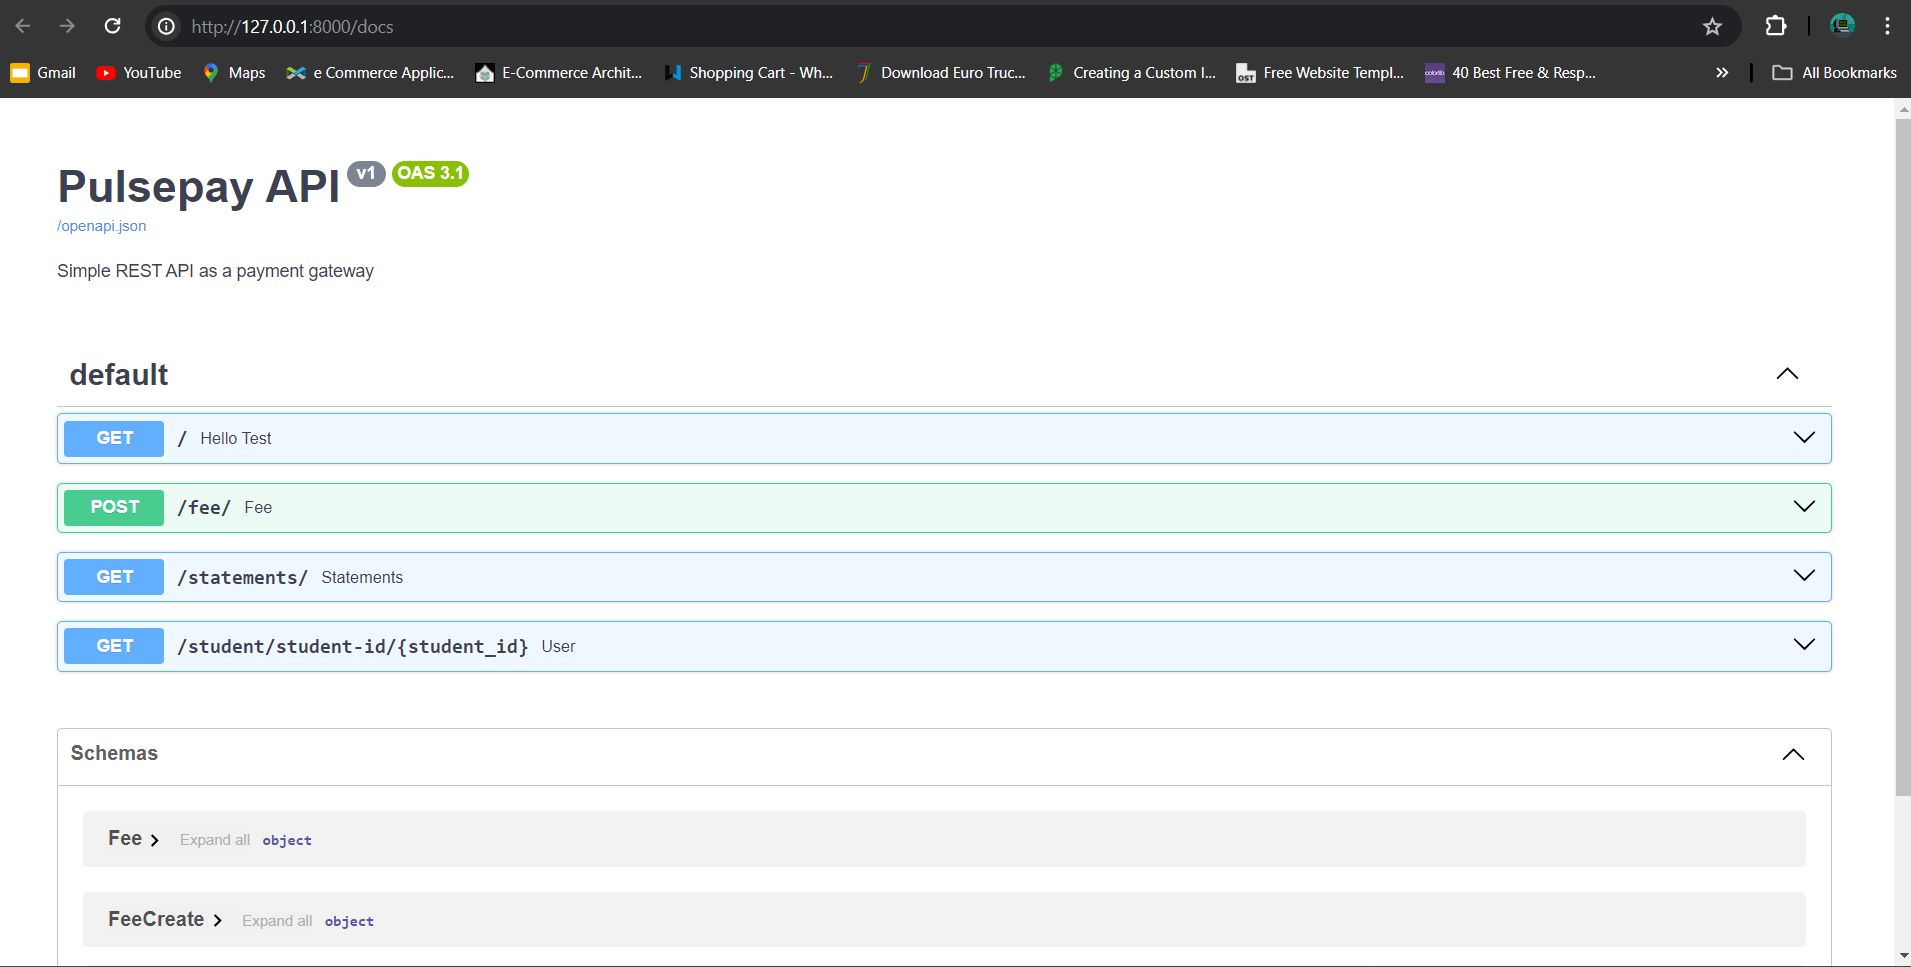 http://127.0.0.1:8000/docs
Gmail YouTube Maps e Commerce Applic... E-Commerce Archit... Shopping Cart - Wh... Download Euro Truc... Creating a Custom I... OST Free Website Templ... colorlib 40 Best Free & Resp... All Bookmarks
Pulsepay API v1 OAS 3.1
/openapi.json
Simple REST API as a payment gateway
default
GET / Hello Test
POST /fee/ Fee
GET /statements/ Statements
GET /student/student-id/{student_id} User
Schemas
Fee Expand all object
FeeCreate Expand all object